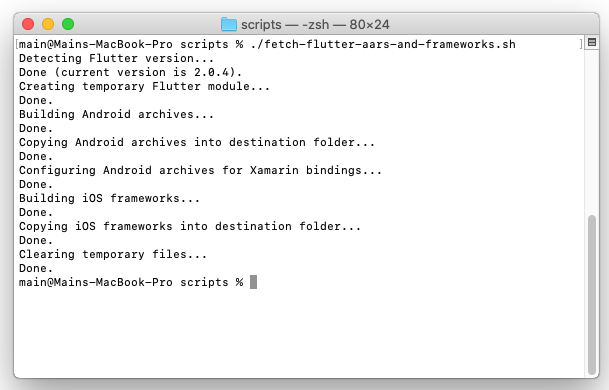 scripts — -zsh — 80×24
[main@Mains-MacBook-Pro scripts % ./fetch-flutter-aars-and-frameworks.sh ]
Detecting Flutter version...
Done (current version is 2.0.4).
Creating temporary Flutter module...
Done.
Building Android archives...
Done.
Copying Android archives into destination folder...
Done.
Configuring Android archives for Xamarin bindings...
Done.
Building iOS frameworks...
Done.
Copying iOS frameworks into destination folder...
Done.
Clearing temporary files...
Done.
main@Mains-MacBook-Pro scripts %